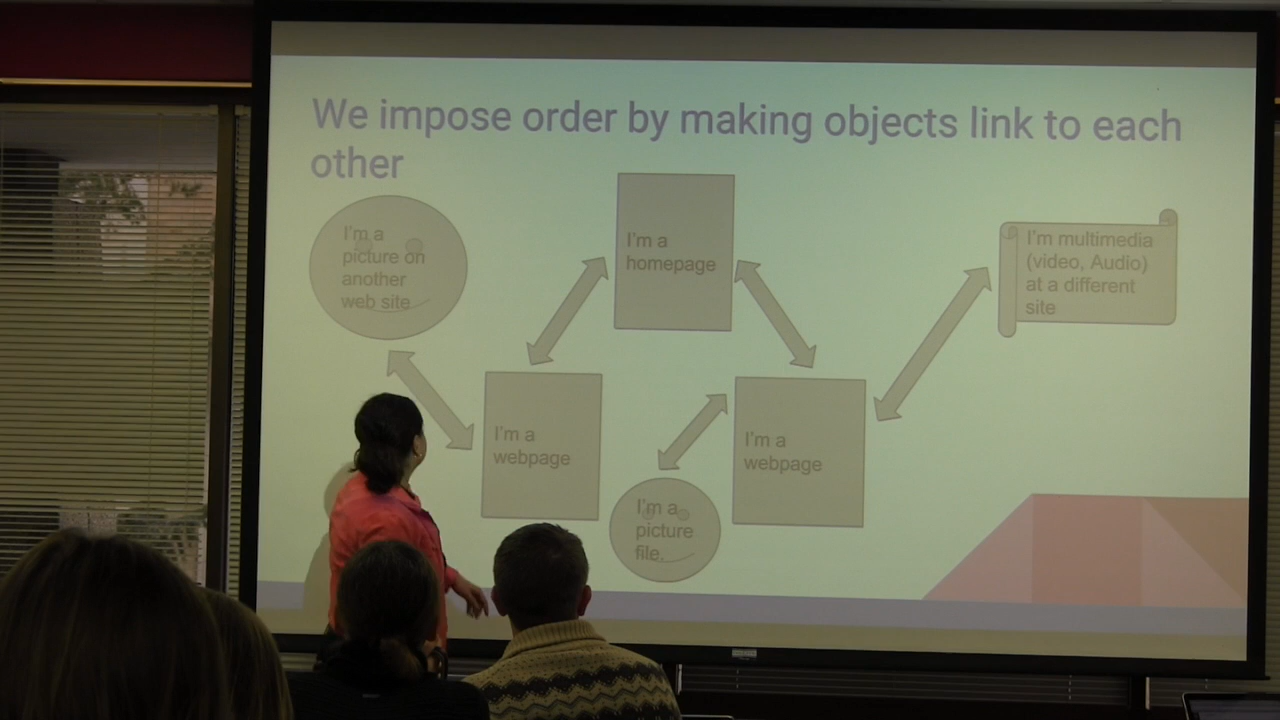 We impose order by making objects link to each
other
I'm a
picture on
another
web site
I'm a
homepage
I'm multimedia
(video, Audio)
at a different
site
I'm a
webpage
I'm a
webpage
I'm a
picture
file.